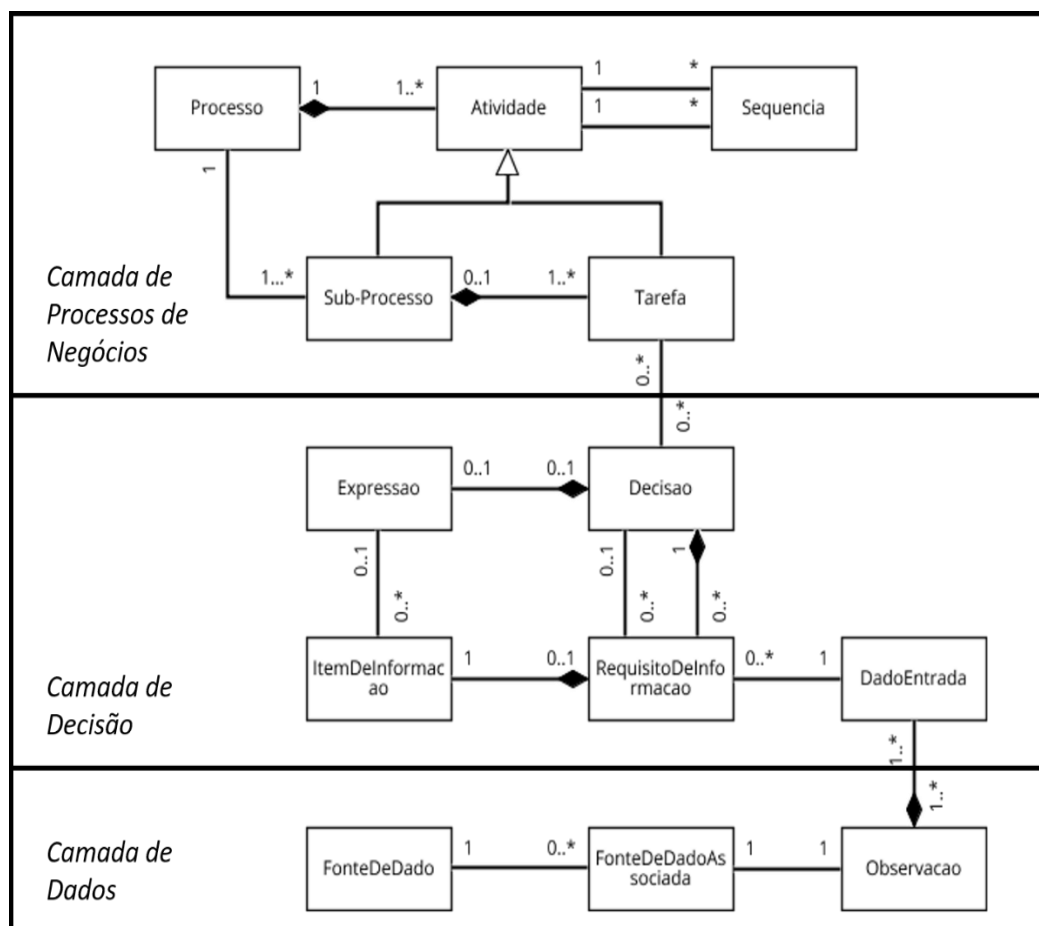 1
1..*
1
*
Processo
Atividade
Sequencia
1
*
1
Camada de
Processos de
Negócios
1...*
Sub-Processo
0..1
1..*
Tarefa
0..*
0..*
Expressao
0..1
0..1
Decisao
0..1
0..*
0..1
0..*
1
0..*
Camada de
Decisão
ItemDeInformac
ao
1
0..1
RequisitoDeInfo
rmacao
0..*
1
DadoEntrada
1..*
1..*
Camada de
Dados
FonteDeDado
1
0..*
FonteDeDadoAs
sociada
1
1
Observacao